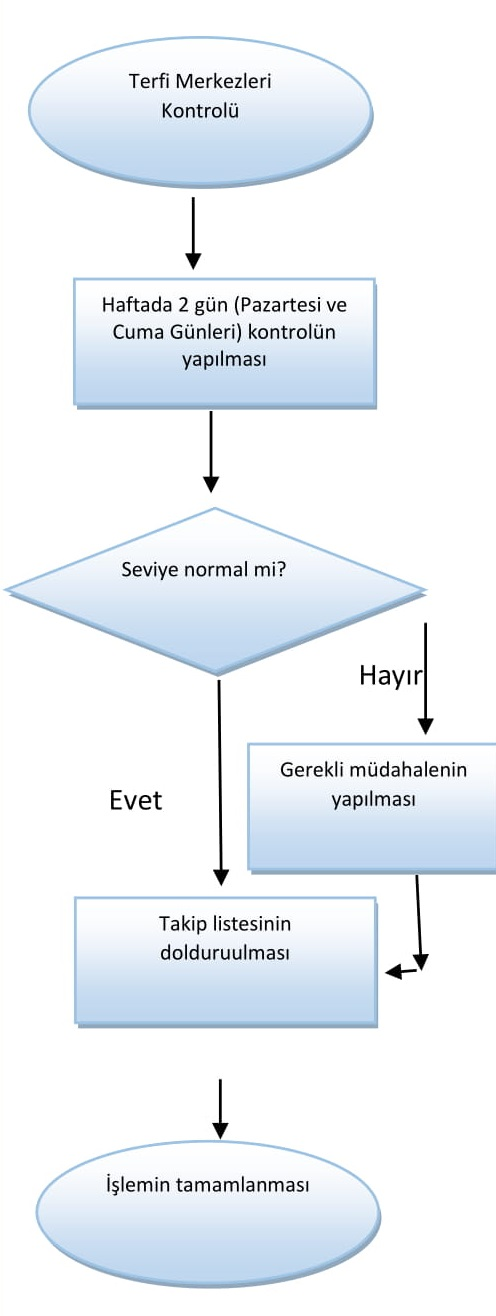 Terfi Merkezleri
Kontrolü
Haftada 2 gün (Pazartesi ve
Cuma Günleri) kontrolün
yapılması
Seviye normal mi?
Hayır
Gerekli müdahalenin
yapılması
Evet
Takip listesinin
dolduruulması
İşlemin tamamlanması